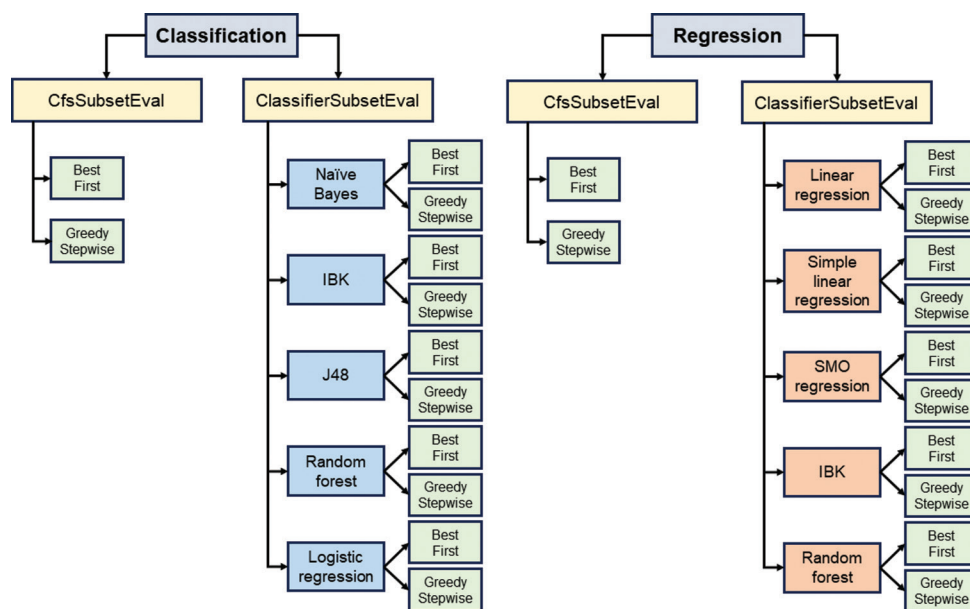 Classification
CfsSubsetEval
ClassifierSubsetEval
Best
First
Greedy
Stepwise
Naïve
Bayes
Best
First
Greedy
Stepwise
IBK
Best
First
Greedy
Stepwise
J48
Best
First
Greedy
Stepwise
Random
forest
Best
First
Greedy
Stepwise
Logistic
regression
Best
First
Greedy
Stepwise
Regression
CfsSubsetEval
ClassifierSubsetEval
Best
First
Greedy
Stepwise
Linear
regression
Best
First
Greedy
Stepwise
Simple
linear
regression
Best
First
Greedy
Stepwise
SMO
regression
Best
First
Greedy
Stepwise
IBK
Best
First
Greedy
Stepwise
Random
forest
Best
First
Greedy
Stepwise